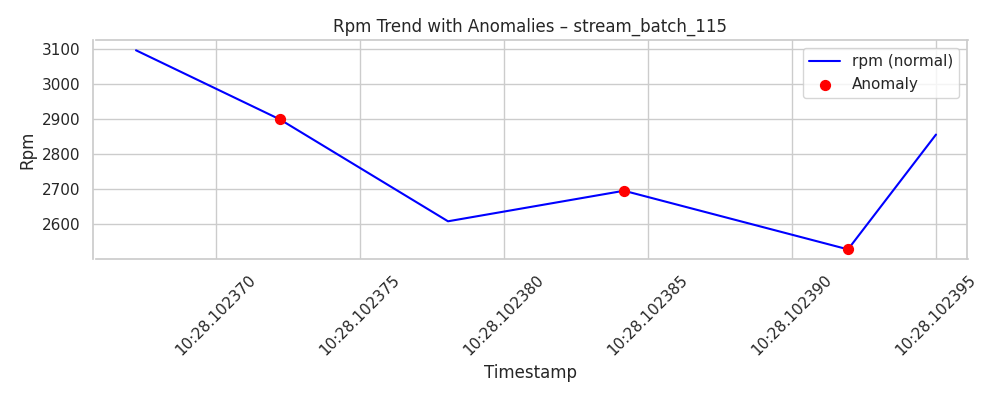 Rpm Trend with Anomalies – stream_batch_115
rpm (normal)
Anomaly
Rpm
3100
3000
2900
2800
2700
2600
10:28.102370
10:28.102375
10:28.102380
10:28.102385
10:28.102390
10:28.102395
Timestamp